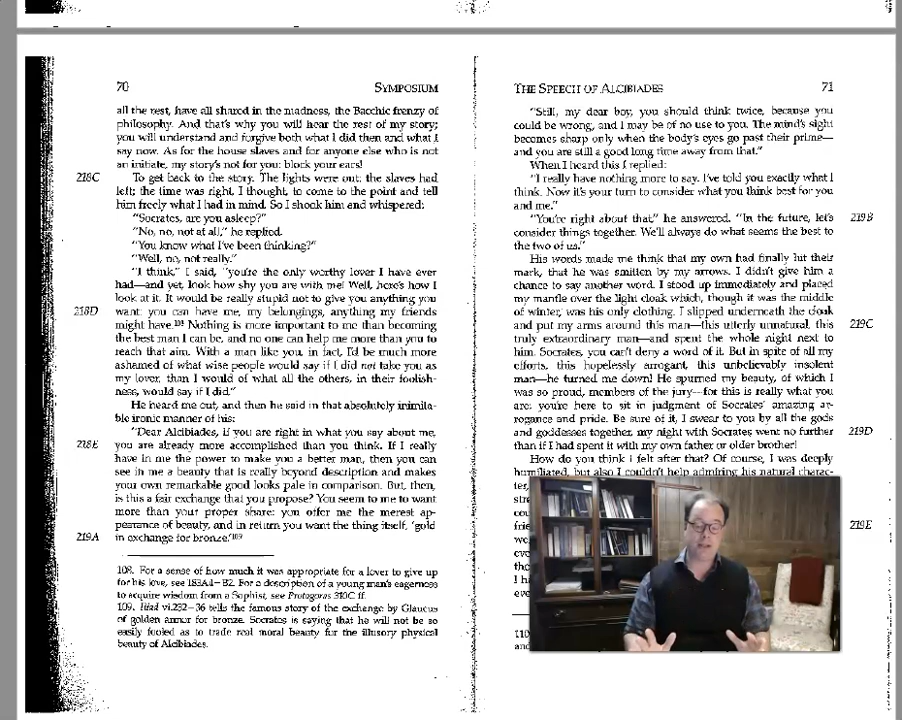 70
SYMPOSIUM
all the rest, have all shared in the madness, the Bacchic frenzy of
philosophy. And that's why you will hear the rest of my story;
you will understand and forgive both what I did then and what I
say now. As for the house slaves and for anyone else who is not
an initiate, my story's not for you: block your ears!
218C
To get back to the story. The lights were out; the slaves had
left; the time was right, I thought, to come to the point and tell
him freely what I had in mind. So I shook him and whispered:
"Socrates, are you asleep?"
"No, no, not at all," he replied.
"You know what I've been thinking?"
"Well, no, not really."
"I think," I said, "you're the only worthy lover I have ever
had—and yet, look how shy you are with me! Well, here's how I
look at it. It would be really stupid not to give you anything you
218D
want: you can have me, my belongings, anything my friends
might have.108 Nothing is more important to me than becoming
the best man I can be, and no one can help me more than you to
reach that aim. With a man like you, in fact, I'd be much more
ashamed of what wise people would say if I did not take you as
my lover, than I would of what all the others, in their foolish-
ness, would say if I did."
He heard me out, and then he said in that absolutely inimita-
ble ironic manner of his:
"Dear Alcibiades, if you are right in what you say about me,
218E
you are already more accomplished than you think. If I really
have in me the power to make you a better man, then you can
see in me a beauty that is really beyond description and makes
your own remarkable good looks pale in comparison. But, then,
is this a fair exchange that you propose? You seem to me to want
more than your proper share: you offer me the merest ap-
pearance of beauty, and in return you want the thing itself, 'gold
219A
in exchange for bronze.'109
108. For a sense of how much it was appropriate for a lover to give up
for his love, see 183A4–B2. For a description of a young man's eagerness
to acquire wisdom from a Sophist, see Protagoras 310C ff.
109. Iliad vi.232–36 tells the famous story of the exchange by Glaucus
of golden armor for bronze. Socrates is saying that he will not be so
easily fooled as to trade real moral beauty for the illusory physical
beauty of Alcibiades.
THE SPEECH OF ALCIBIADES
71
"Still, my dear boy, you should think twice, because you
could be wrong, and I may be of no use to you. The mind's sight
becomes sharp only when the body's eyes go past their prime—
and you are still a good long time away from that."
When I heard this I replied:
"I really have nothing more to say. I've told you exactly what I
think. Now it's your turn to consider what you think best for you
and me."
"You're right about that," he answered. "In the future, let's
219B
consider things together. We'll always do what seems the best to
the two of us."
His words made me think that my own had finally hit their
mark, that he was smitten by my arrows. I didn't give him a
chance to say another word. I stood up immediately and placed
my mantle over the light cloak which, though it was the middle
of winter, was his only clothing. I slipped underneath the cloak
and put my arms around this man—this utterly unnatural, this
219C
truly extraordinary man—and spent the whole night next to
him. Socrates, you can't deny a word of it. But in spite of all my
efforts, this hopelessly arrogant, this unbelievably insolent
man—he turned me down! He spurned my beauty, of which I
was so proud, members of the jury—for this is really what you
are: you're here to sit in judgment of Socrates' amazing ar-
rogance and pride. Be sure of it, I swear to you by all the gods
and goddesses together, my night with Socrates went no further
219D
than if I had spent it with my own father or older brother!
How do you think I felt after that? Of course, I was deeply
humiliated, but also I couldn't help admiring his natural charac-
ter,
219E
I ha